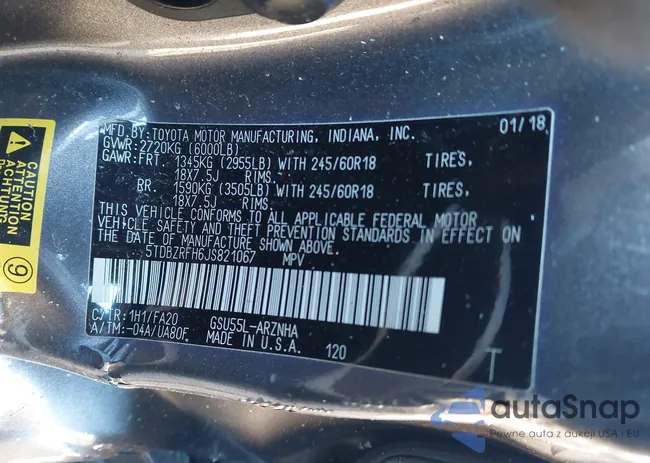 MFD. BY: TOYOTA MOTOR MANUFACTURING, INDIANA, INC. 01/18
GVWR: 2720KG (6000LB)
GAWR: FRT. 1345KG (2955LB) WITH 245/60R18 TIRES,
18X7.5J RIMS.
RR. 1590KG (3505LB) WITH 245/60R18 TIRES,
18X7.5J RIMS.
THIS VEHICLE CONFORMS TO ALL APPLICABLE FEDERAL MOTOR
VEHICLE SAFETY AND THEFT PREVENTION STANDARDS IN EFFECT ON
THE DATE OF MANUFACTURE SHOWN ABOVE.
5TDBZRFH6JS821067 MPV
C/TR: 1H1/FA20 GSU55L-ARZNHA
A/TM: -04A/UA80F MADE IN U.S.A. 120
T
CAUTION
ACHTUNG
ATTENTION
9
autaSnap
Pewne auta z aukcji USA i EU